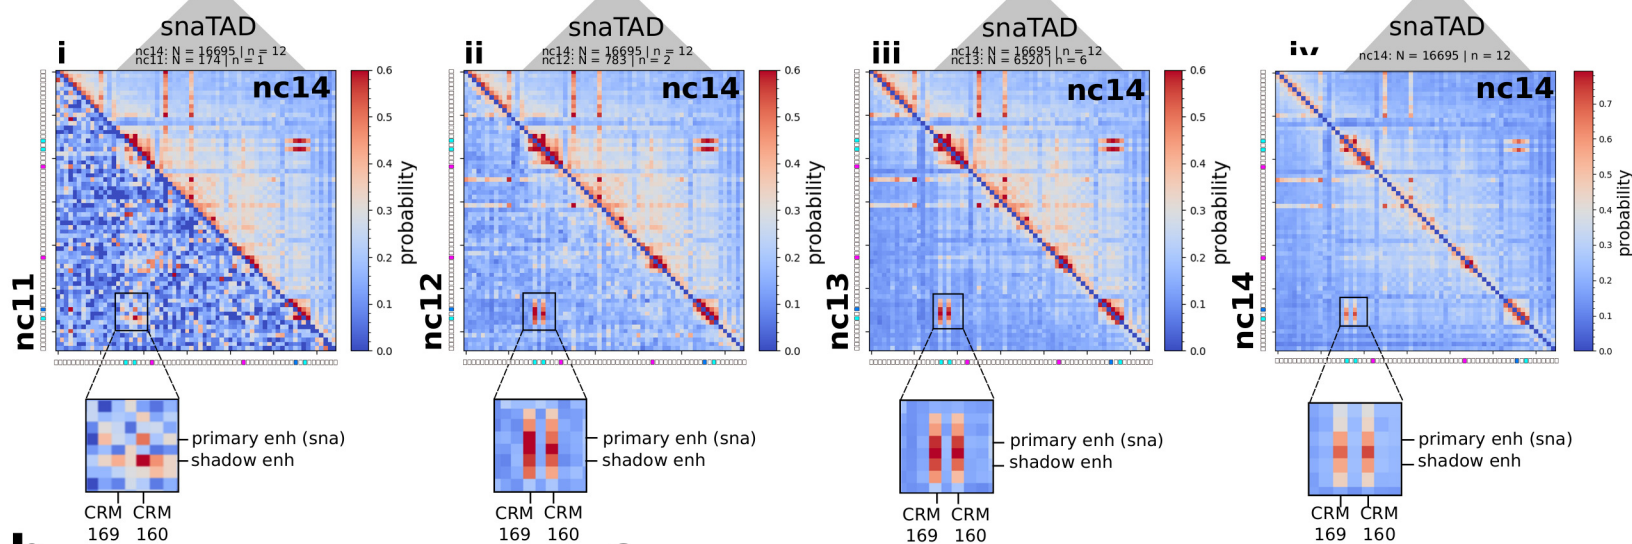 snaTAD
i
nc14: N = 16695 | n = 12
nc11: N = 174 | n = 1
nc14
nc11
0.6
0.5
0.4
0.3
0.2
0.1
0.0
probability
primary enh (sna)
shadow enh
CRM CRM
169 160
snaTAD
ii
nc14: N = 16695 | n = 12
nc12: N = 783 | n = 2
nc14
nc12
0.6
0.5
0.4
0.3
0.2
0.1
0.0
probability
primary enh (sna)
shadow enh
CRM CRM
169 160
snaTAD
iii
nc14: N = 16695 | n = 12
nc13: N = 6520 | n = 6
nc14
nc13
0.6
0.5
0.4
0.3
0.2
0.1
0.0
probability
primary enh (sna)
shadow enh
CRM CRM
169 160
snaTAD
iv
nc14: N = 16695 | n = 12
nc14
nc14
0.7
0.6
0.5
0.4
0.3
0.2
0.1
0.0
probability
primary enh (sna)
shadow enh
CRM CRM
169 160